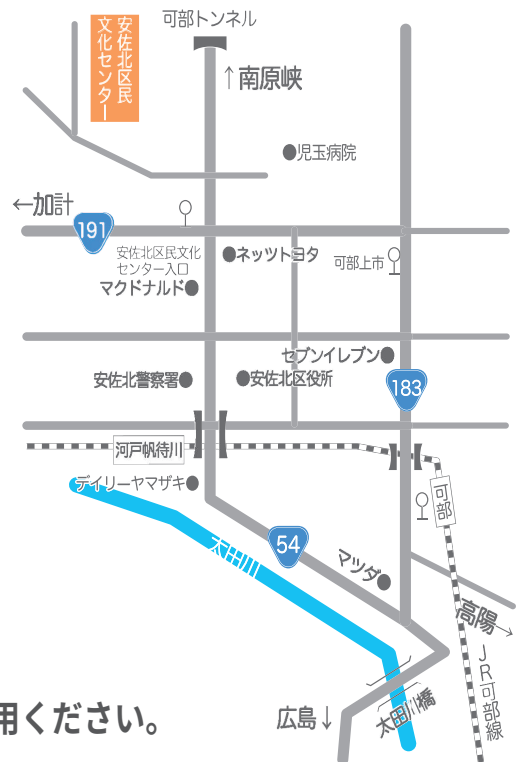 可部トンネル
安佐北区民
文化センター
↑南原峡
児玉病院
←加計
191
安佐北区民文化
センター入口
ネッツトヨタ
可部上市
マクドナルド
セブンイレブン
安佐北警察署
安佐北区役所
183
河戸帆待川
デイリーヤマザキ
可部
太田川
54
マツダ
高陽→
JR可部線
太田川橋
広島↓
用ください。